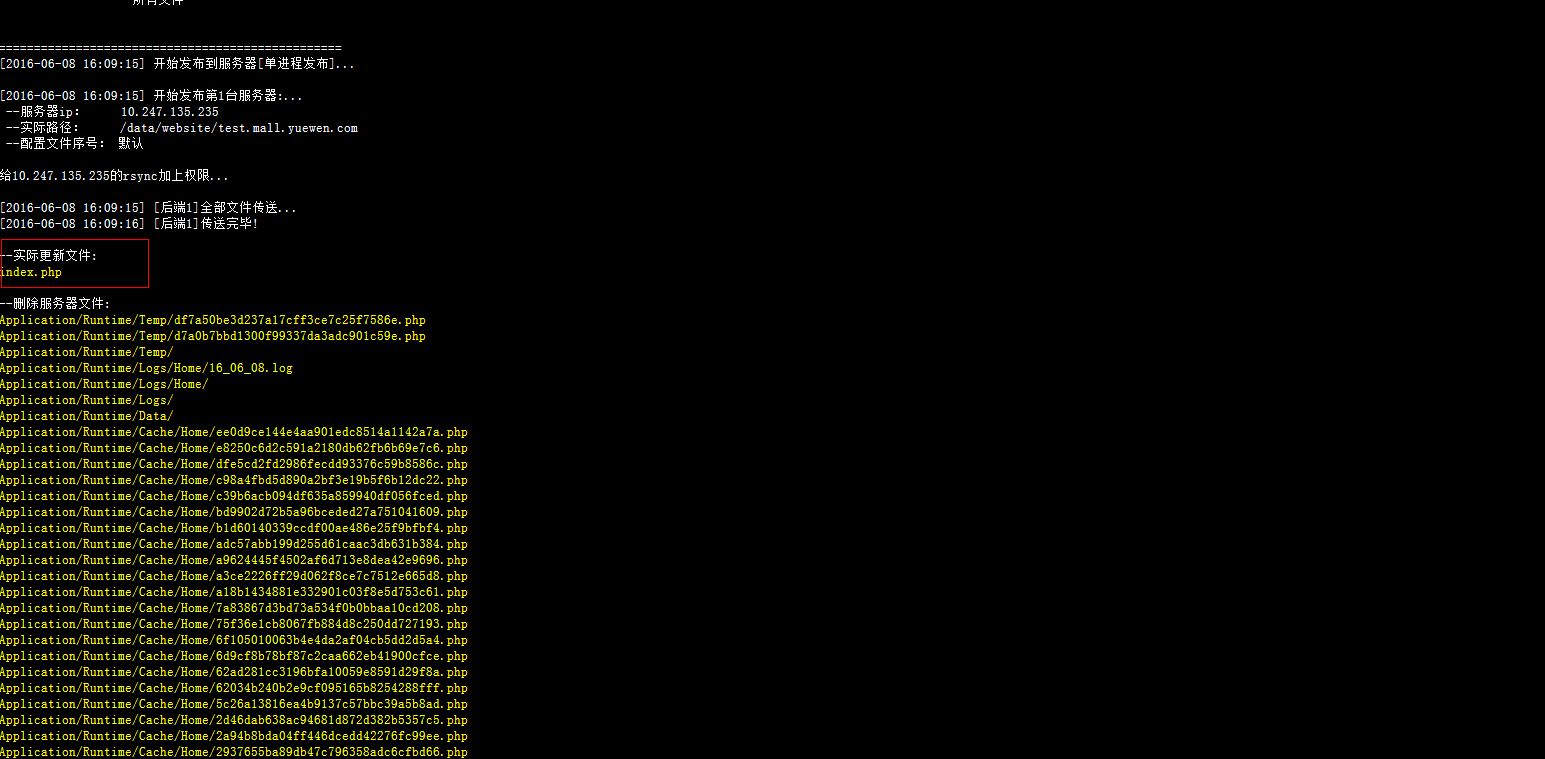 所有文件
=================================================
[2016-06-08 16:09:15] 开始发布到服务器[单进程发布]...
[2016-06-08 16:09:15] 开始发布第1台服务器:...
--服务器ip: 10.247.135.235
--实际路径: /data/website/test.mall.yuewen.com
--配置文件序号: 默认
给10.247.135.235的rsync加上权限...
[2016-06-08 16:09:15] [后端1]全部文件传送...
[2016-06-08 16:09:16] [后端1]传送完毕!
--实际更新文件:
index.php
--删除服务器文件:
Application/Runtime/Temp/df7a50be3d237a17cff3ce7c25f7586e.php
Application/Runtime/Temp/d7a0b7bbd1300f99337da3adc901c59e.php
Application/Runtime/Temp/
Application/Runtime/Logs/Home/16_06_08.log
Application/Runtime/Logs/Home/
Application/Runtime/Logs/
Application/Runtime/Data/
Application/Runtime/Cache/Home/ee0d9ce144e4aa901edc8514a1142a7a.php
Application/Runtime/Cache/Home/e8250c6d2c591a2180db62fb6b69e7c6.php
Application/Runtime/Cache/Home/dfe5cd2fd2986fecdd93376c59b8586c.php
Application/Runtime/Cache/Home/c98a4fbd5d890a2bf3e19b5f6b12dc22.php
Application/Runtime/Cache/Home/c39b6acb094df635a859940df056fced.php
Application/Runtime/Cache/Home/bd9902d72b5a96bceded27a751041609.php
Application/Runtime/Cache/Home/b1d60140339ccdf00ae486e25f9bfbf4.php
Application/Runtime/Cache/Home/adc57abb199d255d61caac3db631b384.php
Application/Runtime/Cache/Home/a9624445f4502af6d713e8dea42e9696.php
Application/Runtime/Cache/Home/a3ce2226ff29d062f8ce7c7512e665d8.php
Application/Runtime/Cache/Home/a18b1434881e332901c03f8e5d753c61.php
Application/Runtime/Cache/Home/7a83867d3bd73a534f0b0bbaa10cd208.php
Application/Runtime/Cache/Home/75f36e1cb8067fb884d8c250dd727193.php
Application/Runtime/Cache/Home/6f105010063b4e4da2af04cb5dd2d5a4.php
Application/Runtime/Cache/Home/6d9cf8b78bf87c2caa662eb41900cfce.php
Application/Runtime/Cache/Home/62ad281cc3196bfa10059e8591d29f8a.php
Application/Runtime/Cache/Home/62034b240b2e9cf095165b8254288fff.php
Application/Runtime/Cache/Home/5c26a13816ea4b9137c57bbc39a5b8ad.php
Application/Runtime/Cache/Home/2d46dab638ac94681d872d382b5357c5.php
Application/Runtime/Cache/Home/2a94b8bda04ff446dcedd42276fc99ee.php
Application/Runtime/Cache/Home/2937655ba89db47c796358adc6cfbd66.php